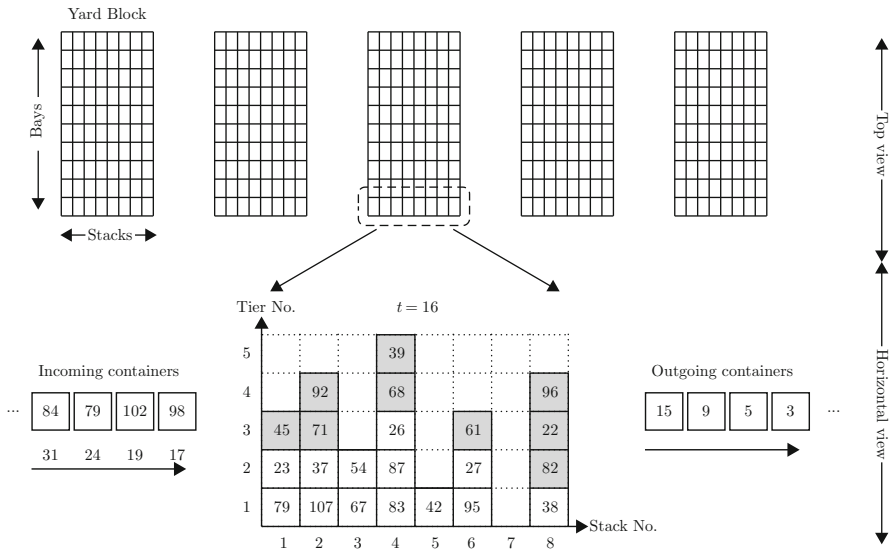 Yard Block
Bays
Stacks
Top view
Horizontal view
Tier No.
t = 16
5 39
4 92 68 96
3 45 71 26 61 22
2 23 37 54 87 27 82
1 79 107 67 83 42 95 38
Stack No.
1 2 3 4 5 6 7 8
Incoming containers
... 84 79 102 98
31 24 19 17
Outgoing containers
15 9 5 3 ...